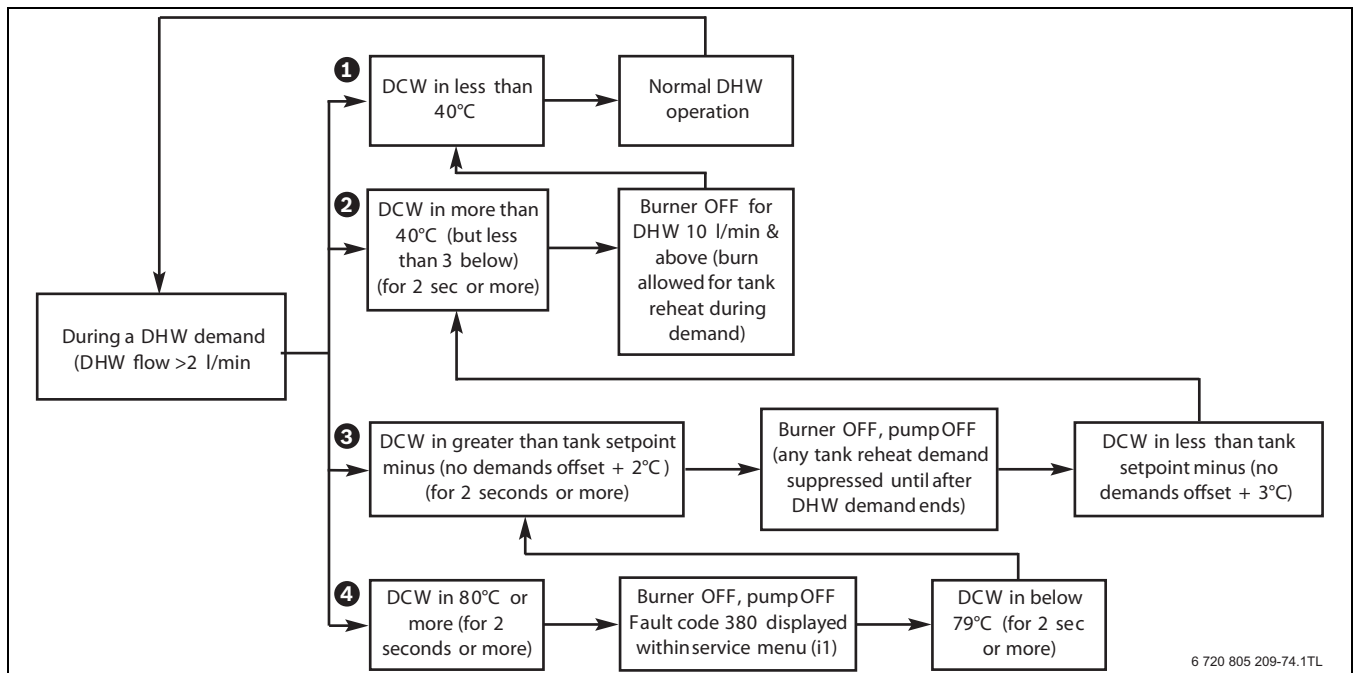 1
DCW in less than
40°C
Normal DHW
operation
2
DCW in more than
40°C (but less
than 3 below)
(for 2 sec or more)
Burner OFF for
DHW 10 l/min &
above (burn
allowed for tank
reheat during
demand)
During a DHW demand
(DHW flow >2 l/min
3
DCW in greater than tank setpoint
minus (no demands offset + 2°C)
(for 2 seconds or more)
Burner OFF, pump OFF
(any tank reheat demand
suppressed until after
DHW demand ends)
DCW in less than tank
setpoint minus (no
demands offset + 3°C)
4
DCW in 80°C or
more (for 2
seconds or more)
Burner OFF, pump OFF
Fault code 380 displayed
within service menu (i1)
DCW in below
79°C (for 2 sec
or more)
6 720 805 209-74.1TL